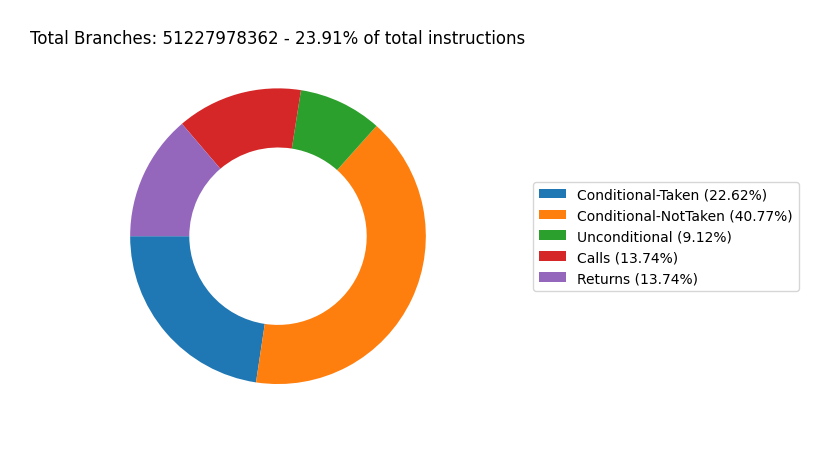 Total Branches: 51227978362 - 23.91% of total instructions
Conditional-Taken (22.62%)
Conditional-NotTaken (40.77%)
Unconditional (9.12%)
Calls (13.74%)
Returns (13.74%)